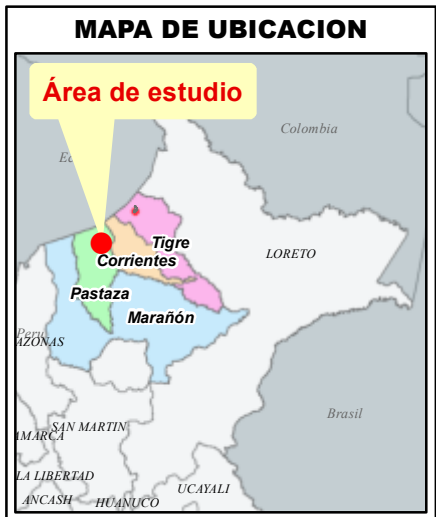 MAPA DE UBICACION
Área de estudio
Colombia
Ec
Tigre
LORETO
Corrientes
Pastaza
Marañón
Peru
AZONAS
Brasil
SAN MARTIN
AMARCA
LA LIBERTAD
UCAYALI
ANCASH
HUANUCO